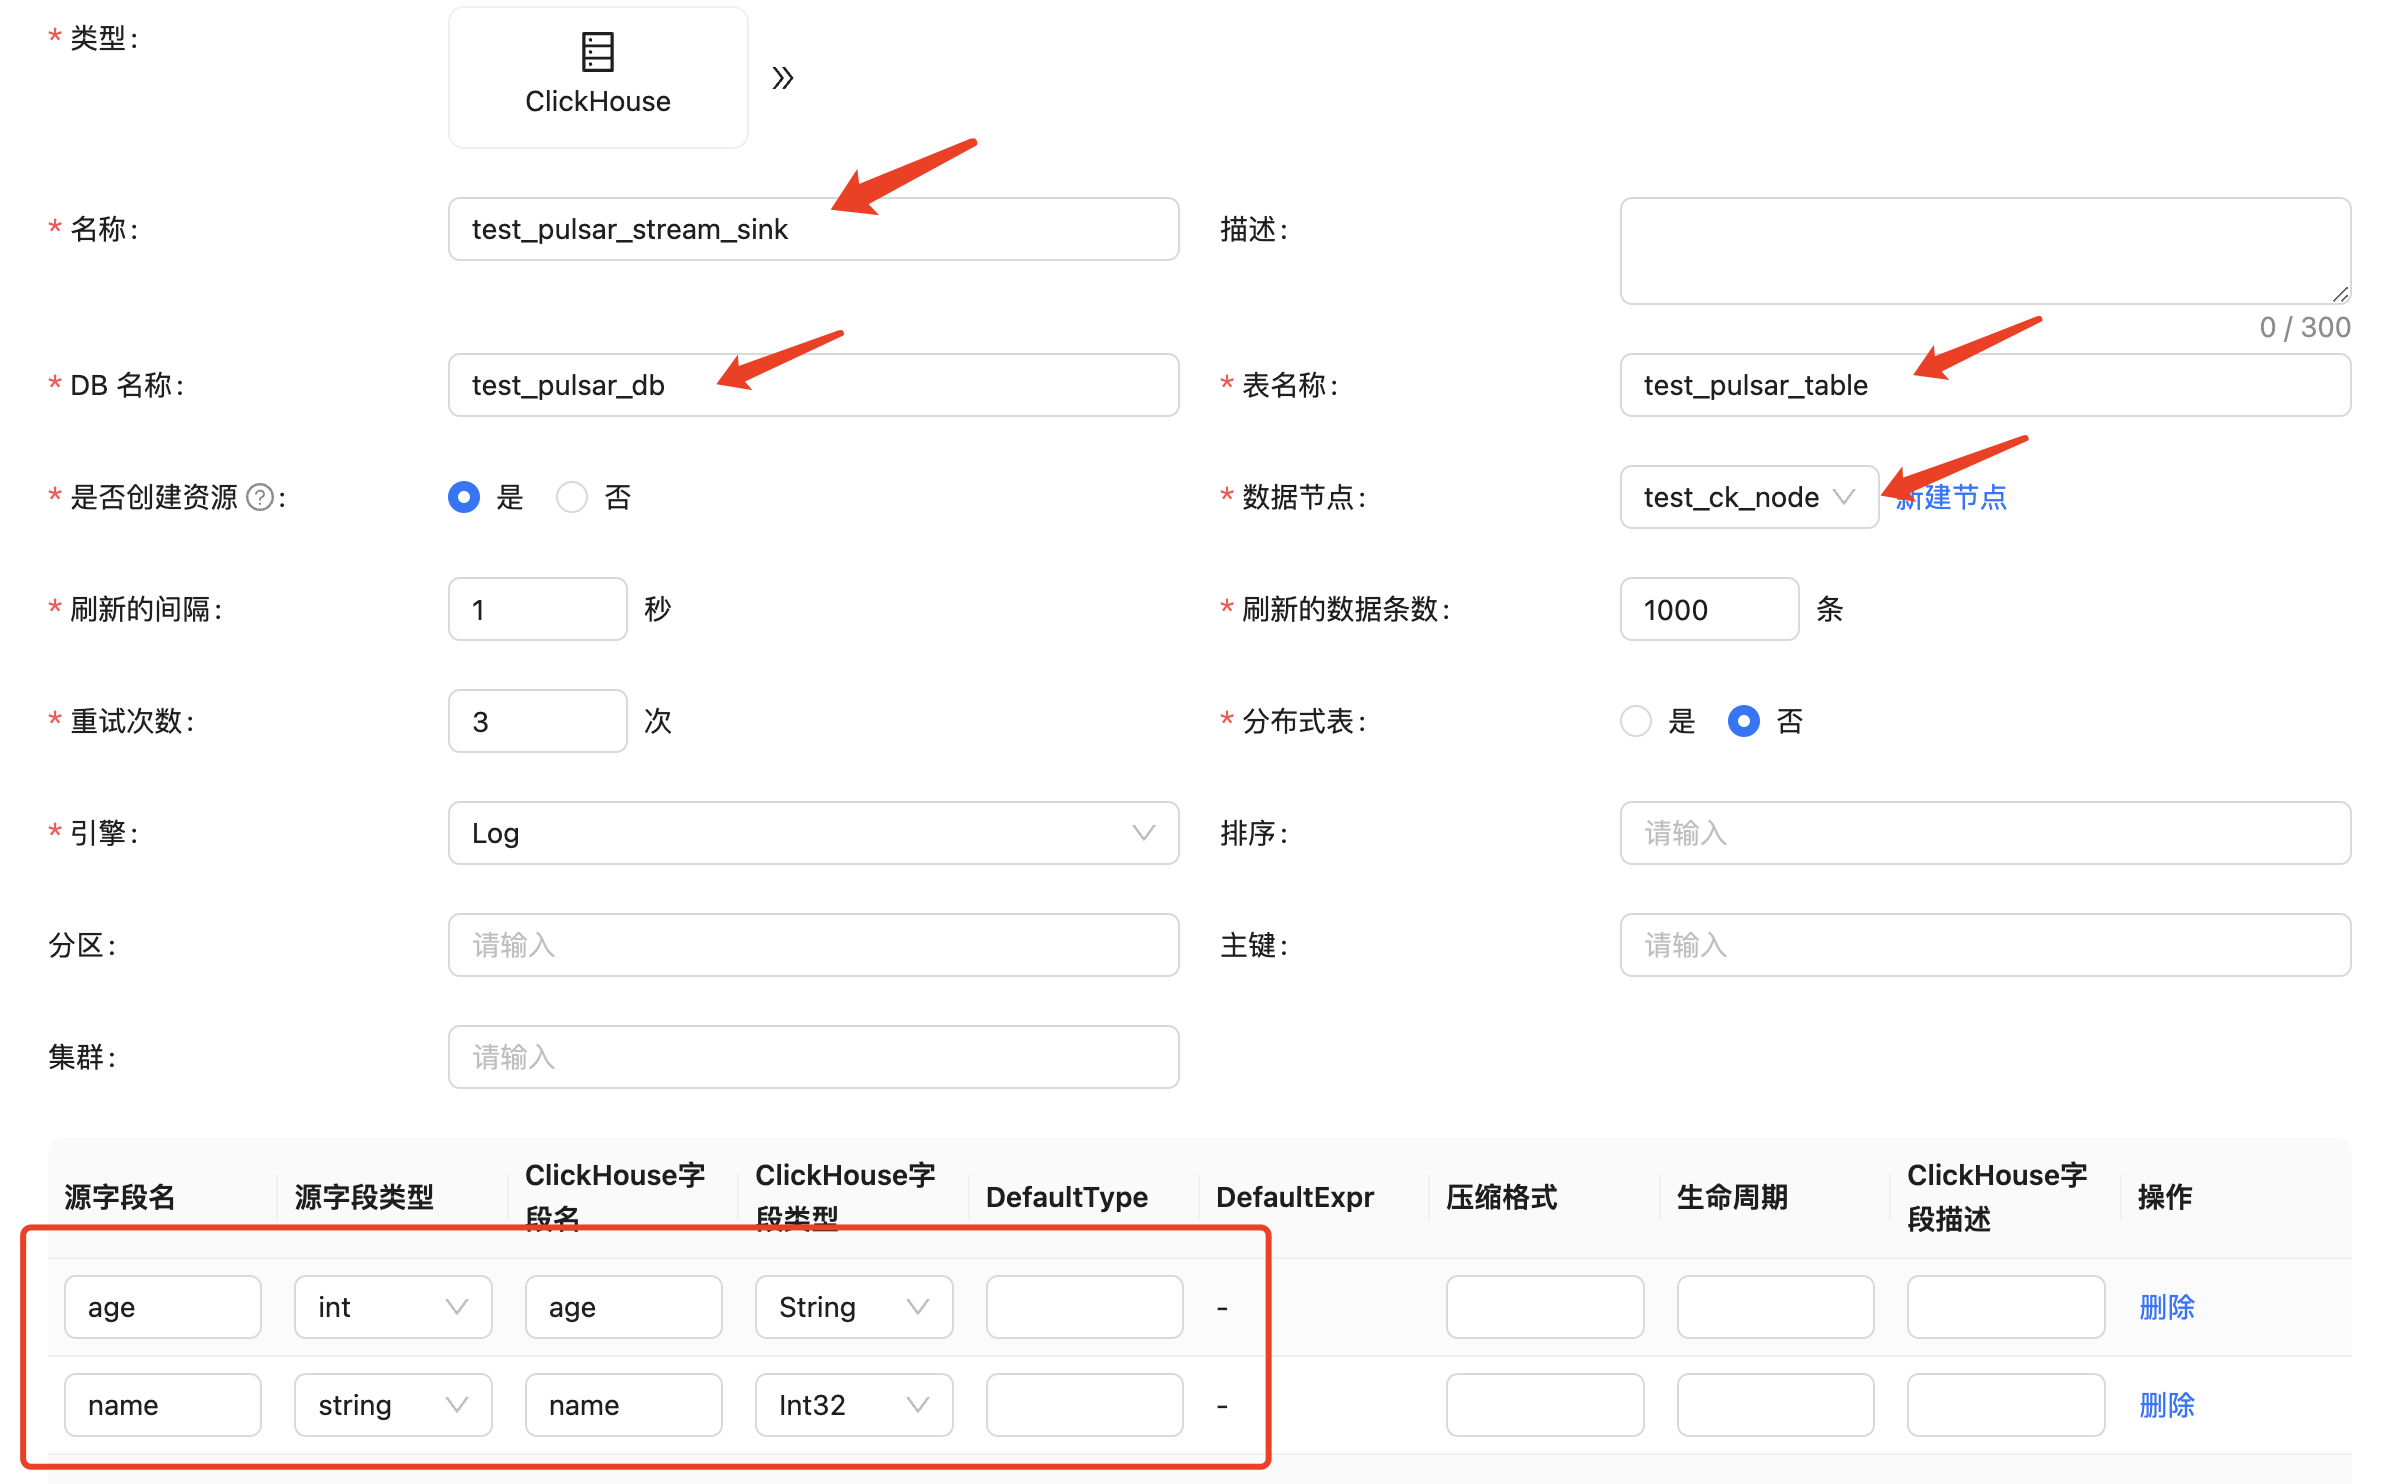 * 类型：
ClickHouse
»
* 名称： test_pulsar_stream_sink 描述：
0 / 300
* DB 名称： test_pulsar_db * 表名称： test_pulsar_table
* 是否创建资源 ?： 是 否 * 数据节点： test_ck_node 新建节点
* 刷新的间隔： 1 秒 * 刷新的数据条数： 1000 条
* 重试次数： 3 次 * 分布式表： 是 否
* 引擎： Log 排序： 请输入
分区： 请输入 主键： 请输入
集群： 请输入
源字段名 源字段类型 ClickHouse字段名 ClickHouse字段类型 DefaultType DefaultExpr 压缩格式 生命周期 ClickHouse字段描述 操作
age int age String - 删除
name string name Int32 - 删除